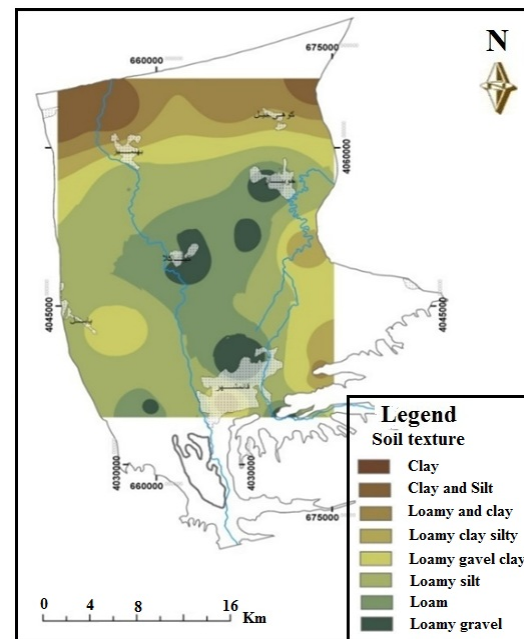 N
660000
675000
4060000
4045000
4045000
4030000
4030000
660000
675000
Legend
Soil texture
Clay
Clay and Silt
Loamy and clay
Loamy clay silty
Loamy gavel clay
Loamy silt
Loam
Loamy gravel
0 4 8 16
Km